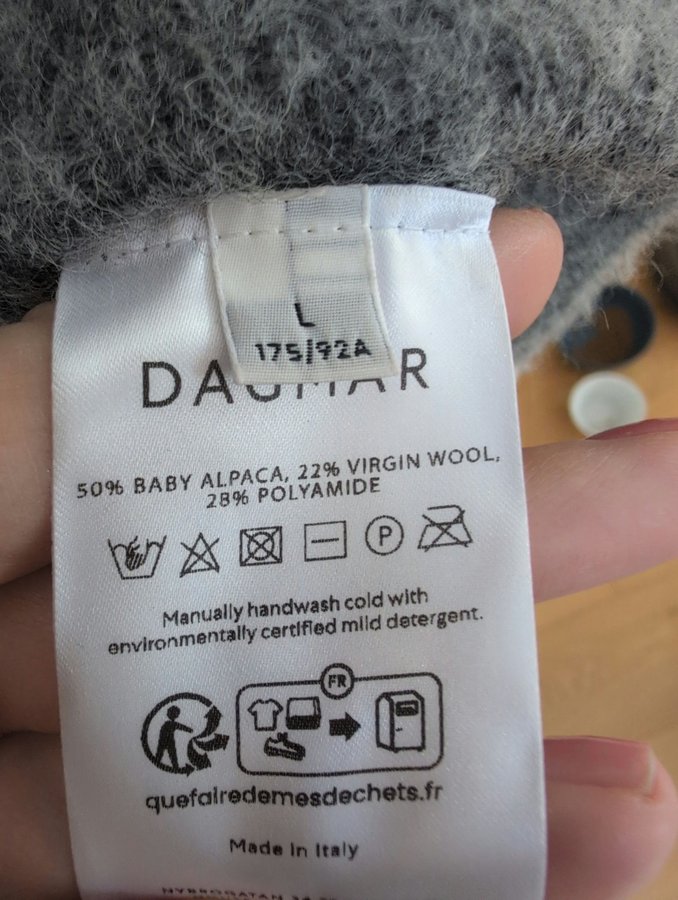 L
175/92A
DAGMAR
50% BABY ALPACA, 22% VIRGIN WOOL,
28% POLYAMIDE
P
Manually handwash cold with
environmentally certified mild detergent.
FR
quefairedemesdechets.fr
Made in Italy